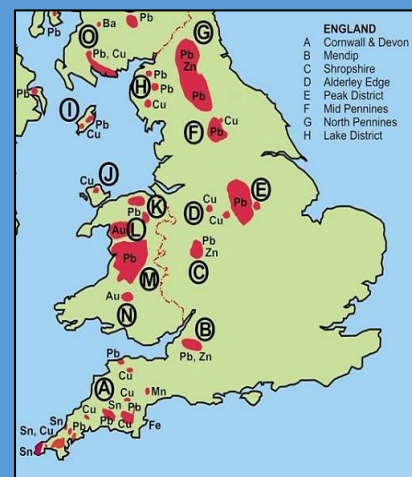 ENGLAND
A Cornwall & Devon
B Mendip
C Shropshire
D Alderley Edge
E Peak District
F Mid Pennines
G North Pennines
H Lake District
Ba
Pb
G
O
Pb, Cu
Pb
Zn
Pb
H
Pb
Pb
Cu
Pb
I
Pb
Cu
Cu
F
Pb
J
Cu
K
Pb
Cu
D
Cu
Pb
E
Au
L
Pb
M
Pb
Zn
C
Au
N
B
Pb, Zn
Pb
Cu
A
Cu
Mn
Sn
Pb
Cu
Sn
Pb
Cu
Fe
Sn, Cu
Sn